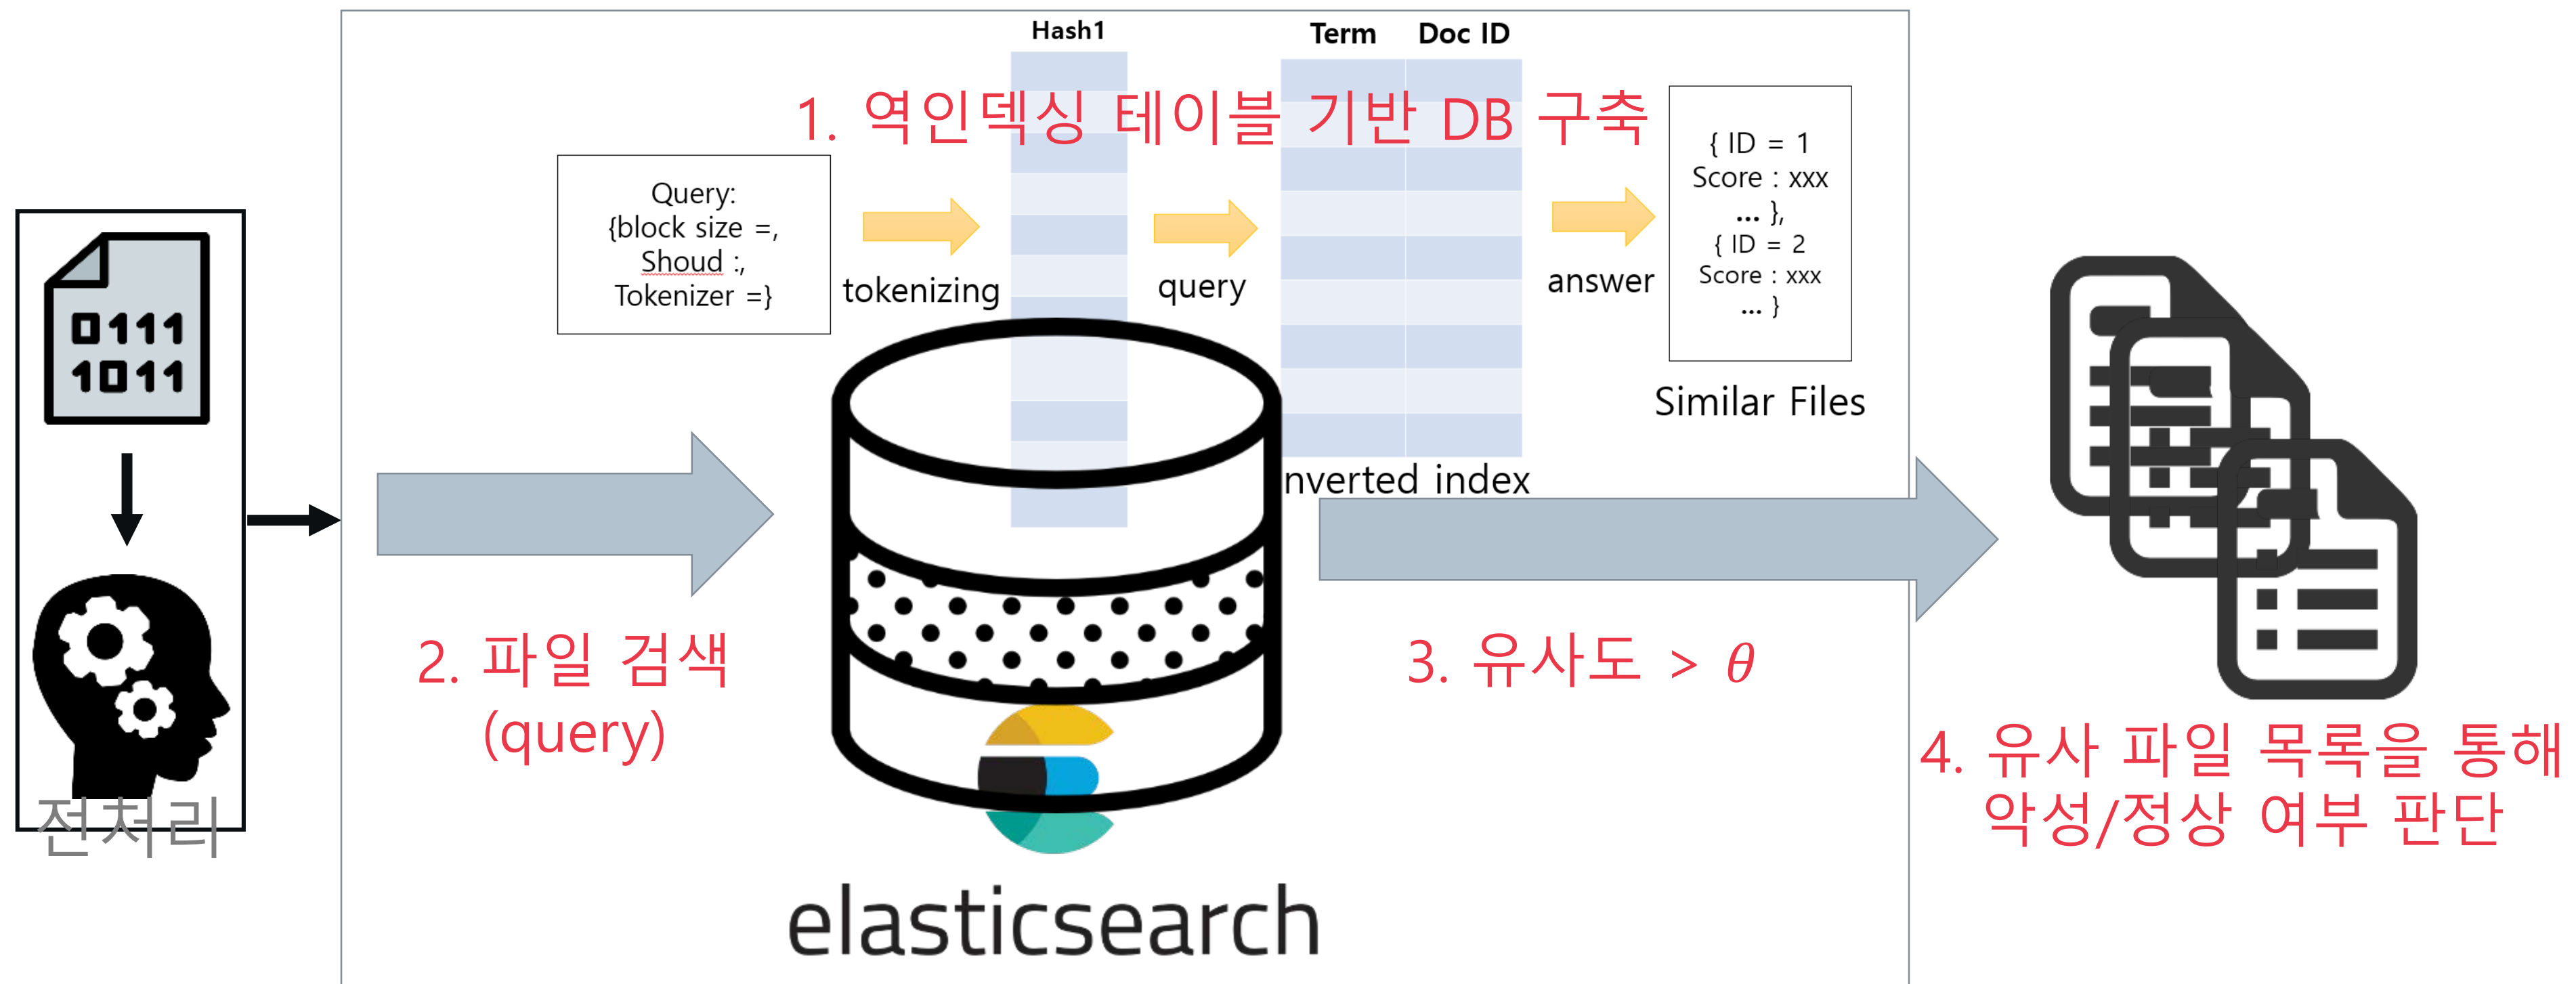 Hash1
Term Doc ID
1. 역인덱싱 테이블 기반 DB 구축
Query:
{block size =,
Shoud :,
Tokenizer =}
tokenizing
query
answer
{ ID = 1
Score : xxx
... },
{ ID = 2
Score : xxx
... }
Similar Files
nverted index
0111
1011
전처리
2. 파일 검색
(query)
3. 유사도 > θ
4. 유사 파일 목록을 통해
악성/정상 여부 판단
elasticsearch